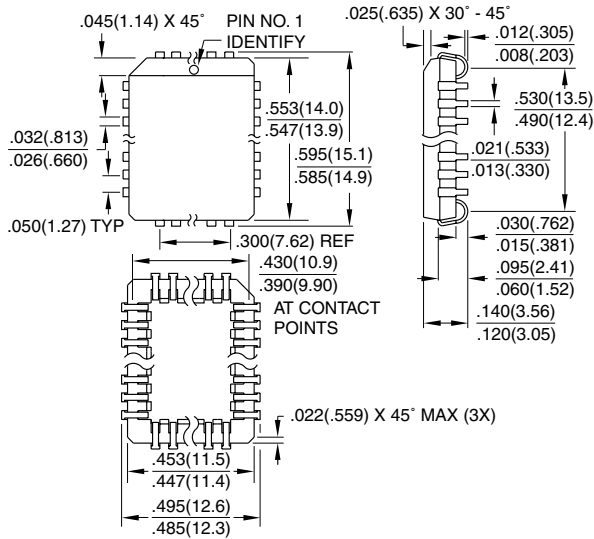 .045(1.14) X 45°
PIN NO. 1
IDENTIFY
.025(.635) X 30° - 45°
.012(.305)
.008(.203)
.553(14.0)
.547(13.9)
.530(13.5)
.490(12.4)
.032(.813)
.026(.660)
.595(15.1)
.585(14.9)
.021(.533)
.013(.330)
.050(1.27) TYP
.300(7.62) REF
.030(.762)
.015(.381)
.430(10.9)
.390(9.90)
AT CONTACT
POINTS
.095(2.41)
.060(1.52)
.140(3.56)
.120(3.05)
.022(.559) X 45° MAX (3X)
.453(11.5)
.447(11.4)
.495(12.6)
.485(12.3)